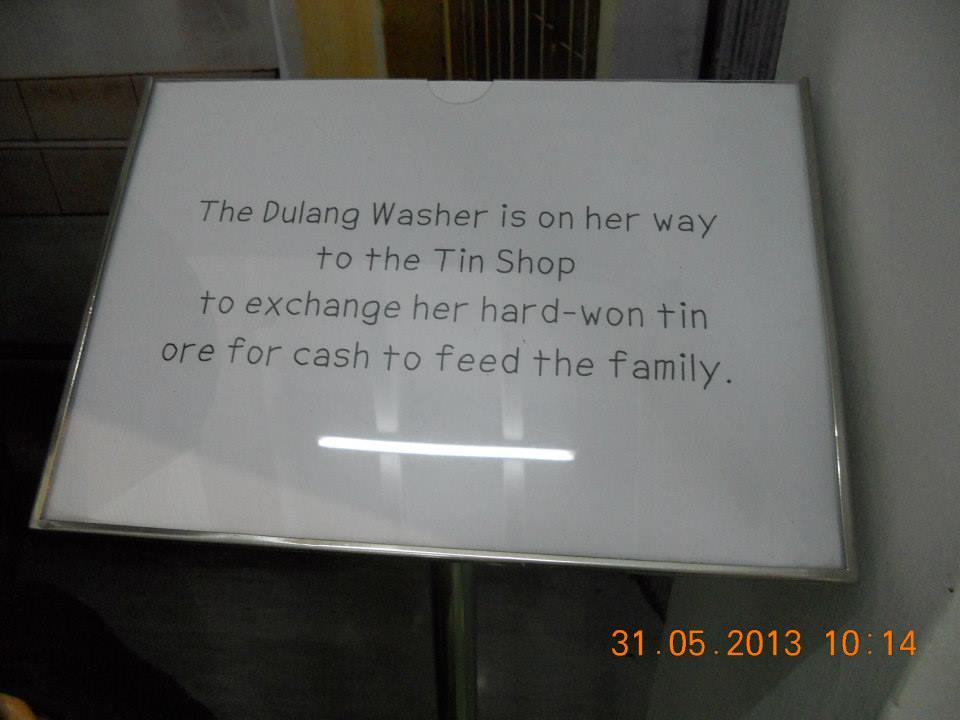 The Dulang Washer is on her way
to the Tin Shop
to exchange her hard-won tin
ore for cash to feed the family.
31.05.2013 10:14